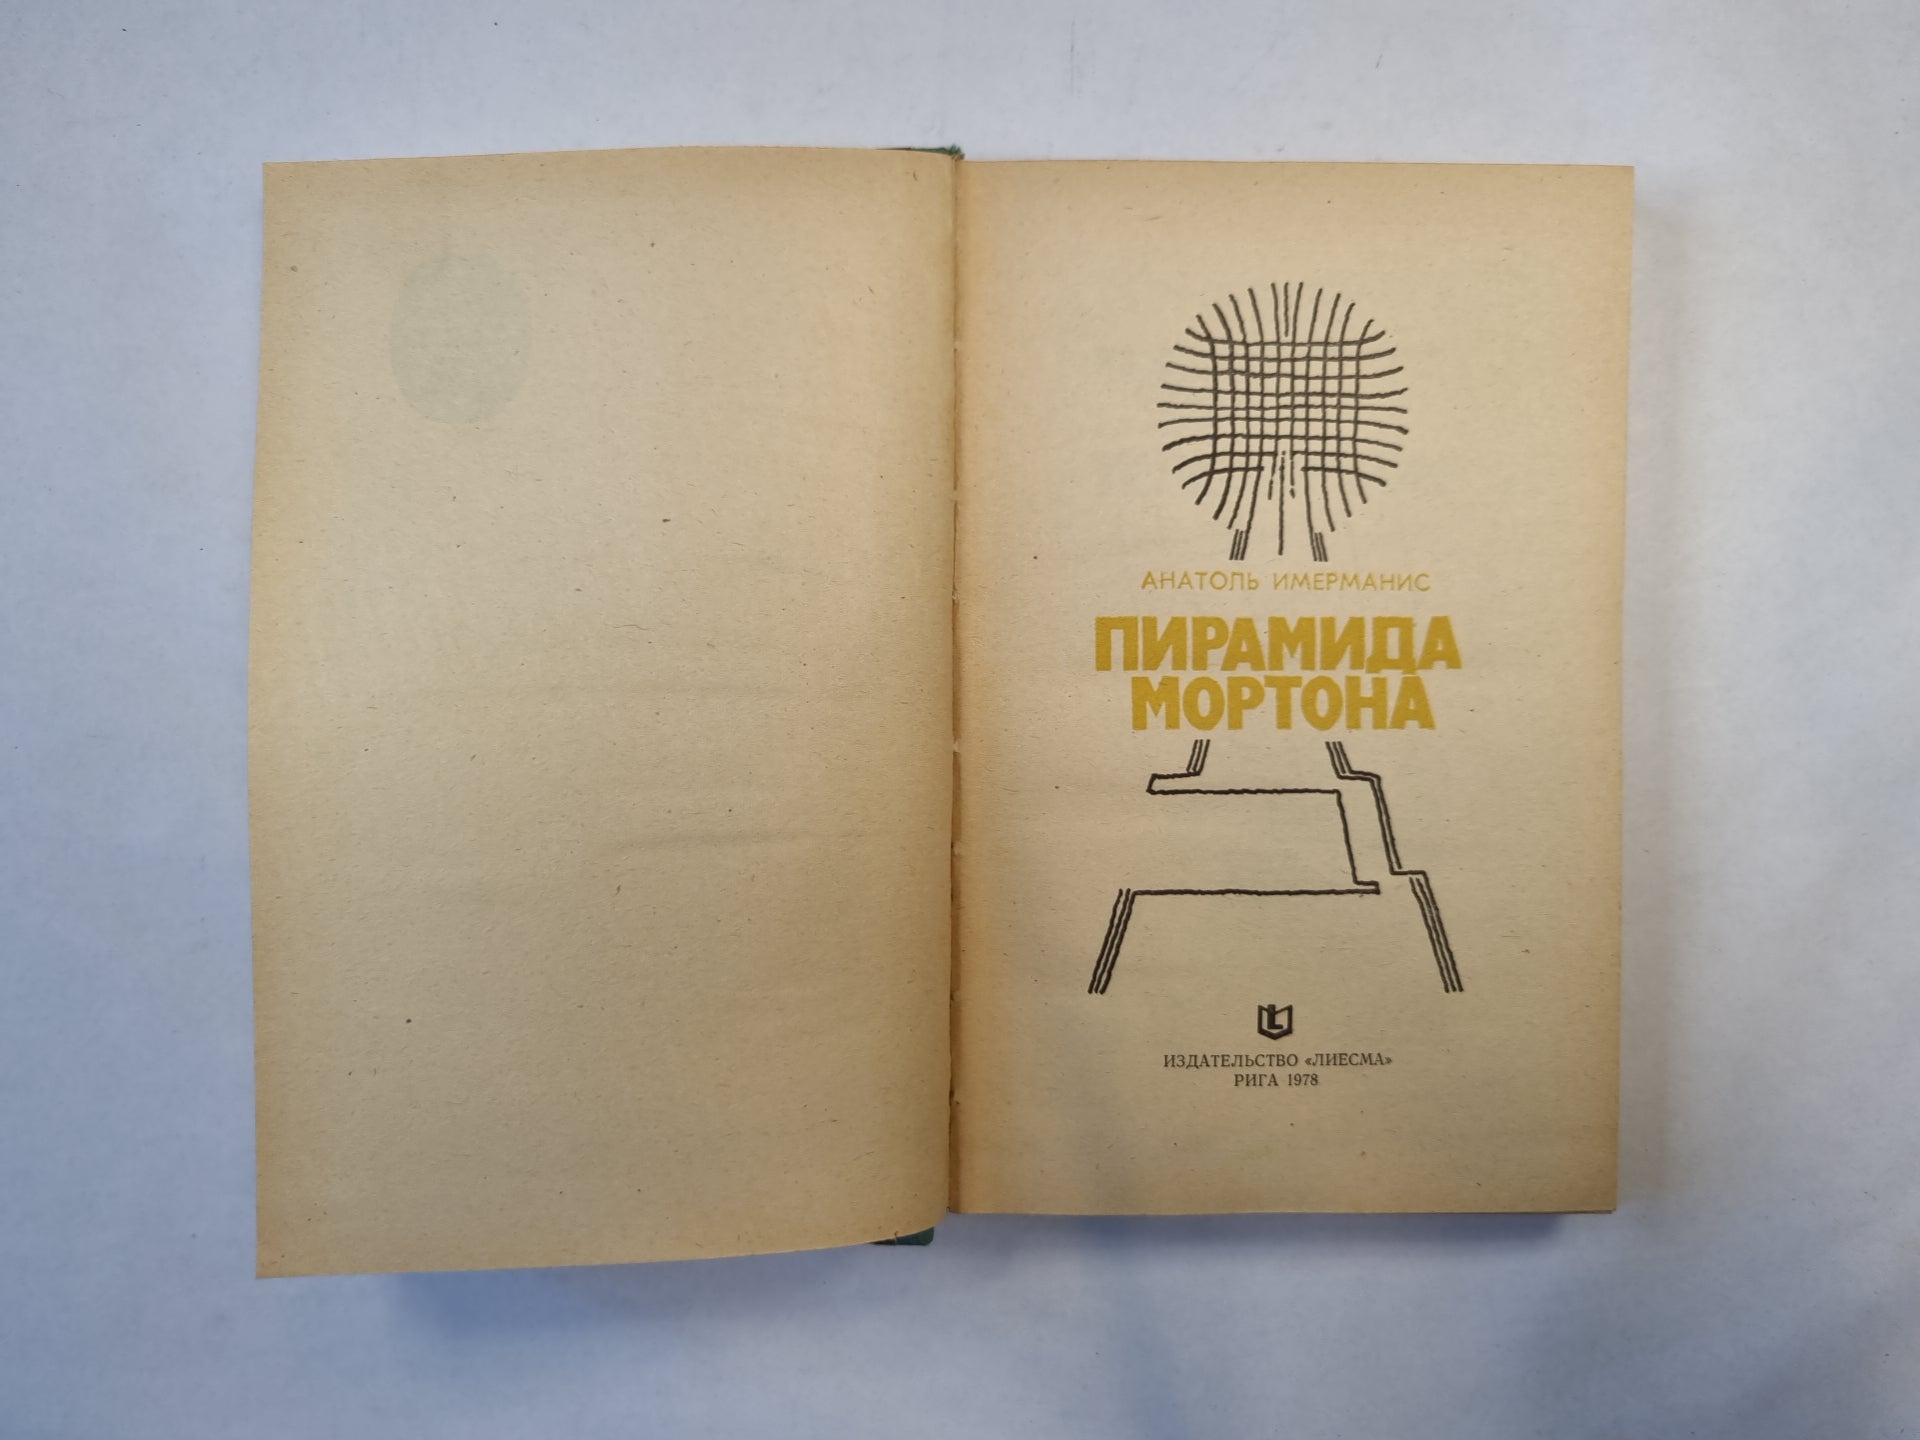 АНАТОЛЬ ИМЕРМАНИС
ПИРАМИДА
МОРТОНА
L
ИЗДАТЕЛЬСТВО «ЛИЕСМА»
РИГА 1978